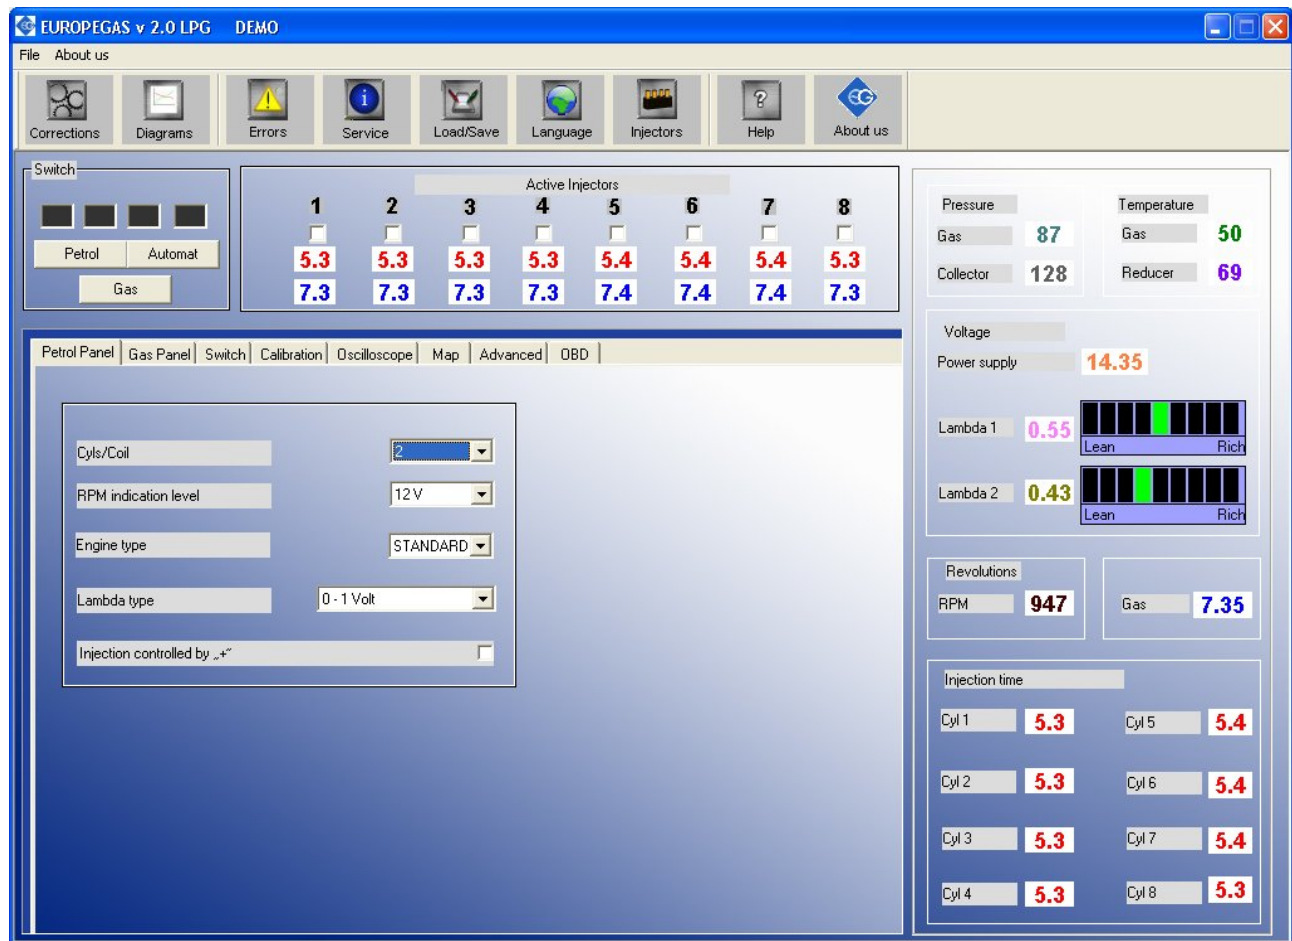 EUROPEGAS v 2.0 LPG DEMO
File About us
Corrections Diagrams Errors Service Load/Save Language Injectors Help About us
EG
Switch
Petrol Automat
Gas
Active Injectors
1 2 3 4 5 6 7 8
5.3 5.3 5.3 5.3 5.4 5.4 5.4 5.3
7.3 7.3 7.3 7.3 7.4 7.4 7.4 7.3
Petrol Panel Gas Panel Switch Calibration Oscilloscope Map Advanced OBD
Cyls/Coil 2
RPM indication level 12 V
Engine type STANDARD
Lambda type 0 - 1 Volt
Injection controlled by „+”
Pressure
Gas 87
Collector 128
Temperature
Gas 50
Reducer 69
Voltage
Power supply 14.35
Lambda 1 0.55
Lean Rich
Lambda 2 0.43
Lean Rich
Revolutions
RPM 947
Gas 7.35
Injection time
Cyl 1 5.3 Cyl 5 5.4
Cyl 2 5.3 Cyl 6 5.4
Cyl 3 5.3 Cyl 7 5.4
Cyl 4 5.3 Cyl 8 5.3